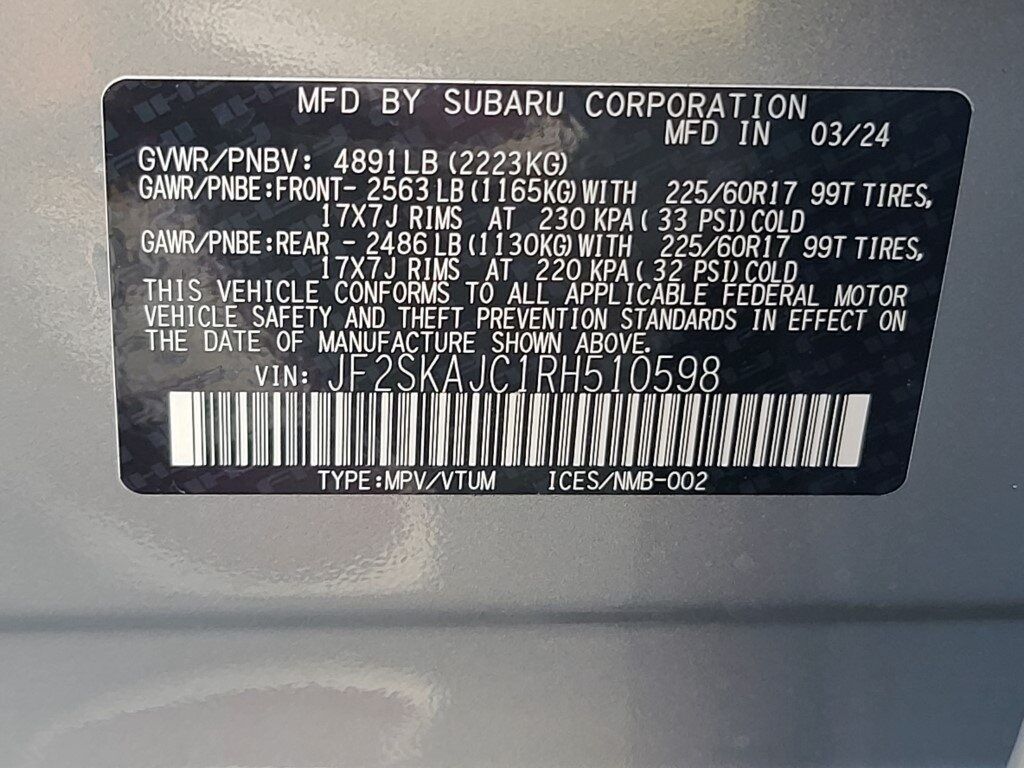 MFD BY SUBARU CORPORATION
MFD IN 03/24
GVWR/PNBV: 4891LB (2223KG)
GAWR/PNBE:FRONT- 2563 LB (1165KG) WITH 225/60R17 99T TIRES,
17X7J RIMS AT 230 KPA ( 33 PSI) COLD
GAWR/PNBE:REAR - 2486 LB (1130KG) WITH 225/60R17 99T TIRES,
17X7J RIMS AT 220 KPA ( 32 PSI) COLD
THIS VEHICLE CONFORMS TO ALL APPLICABLE FEDERAL MOTOR
VEHICLE SAFETY AND THEFT PREVENTION STANDARDS IN EFFECT ON
THE DATE OF MANUFACTURE SHOWN ABOVE.
VIN: JF2SKAJC1RH510598
TYPE:MPV/VTUM ICES/NMB-002